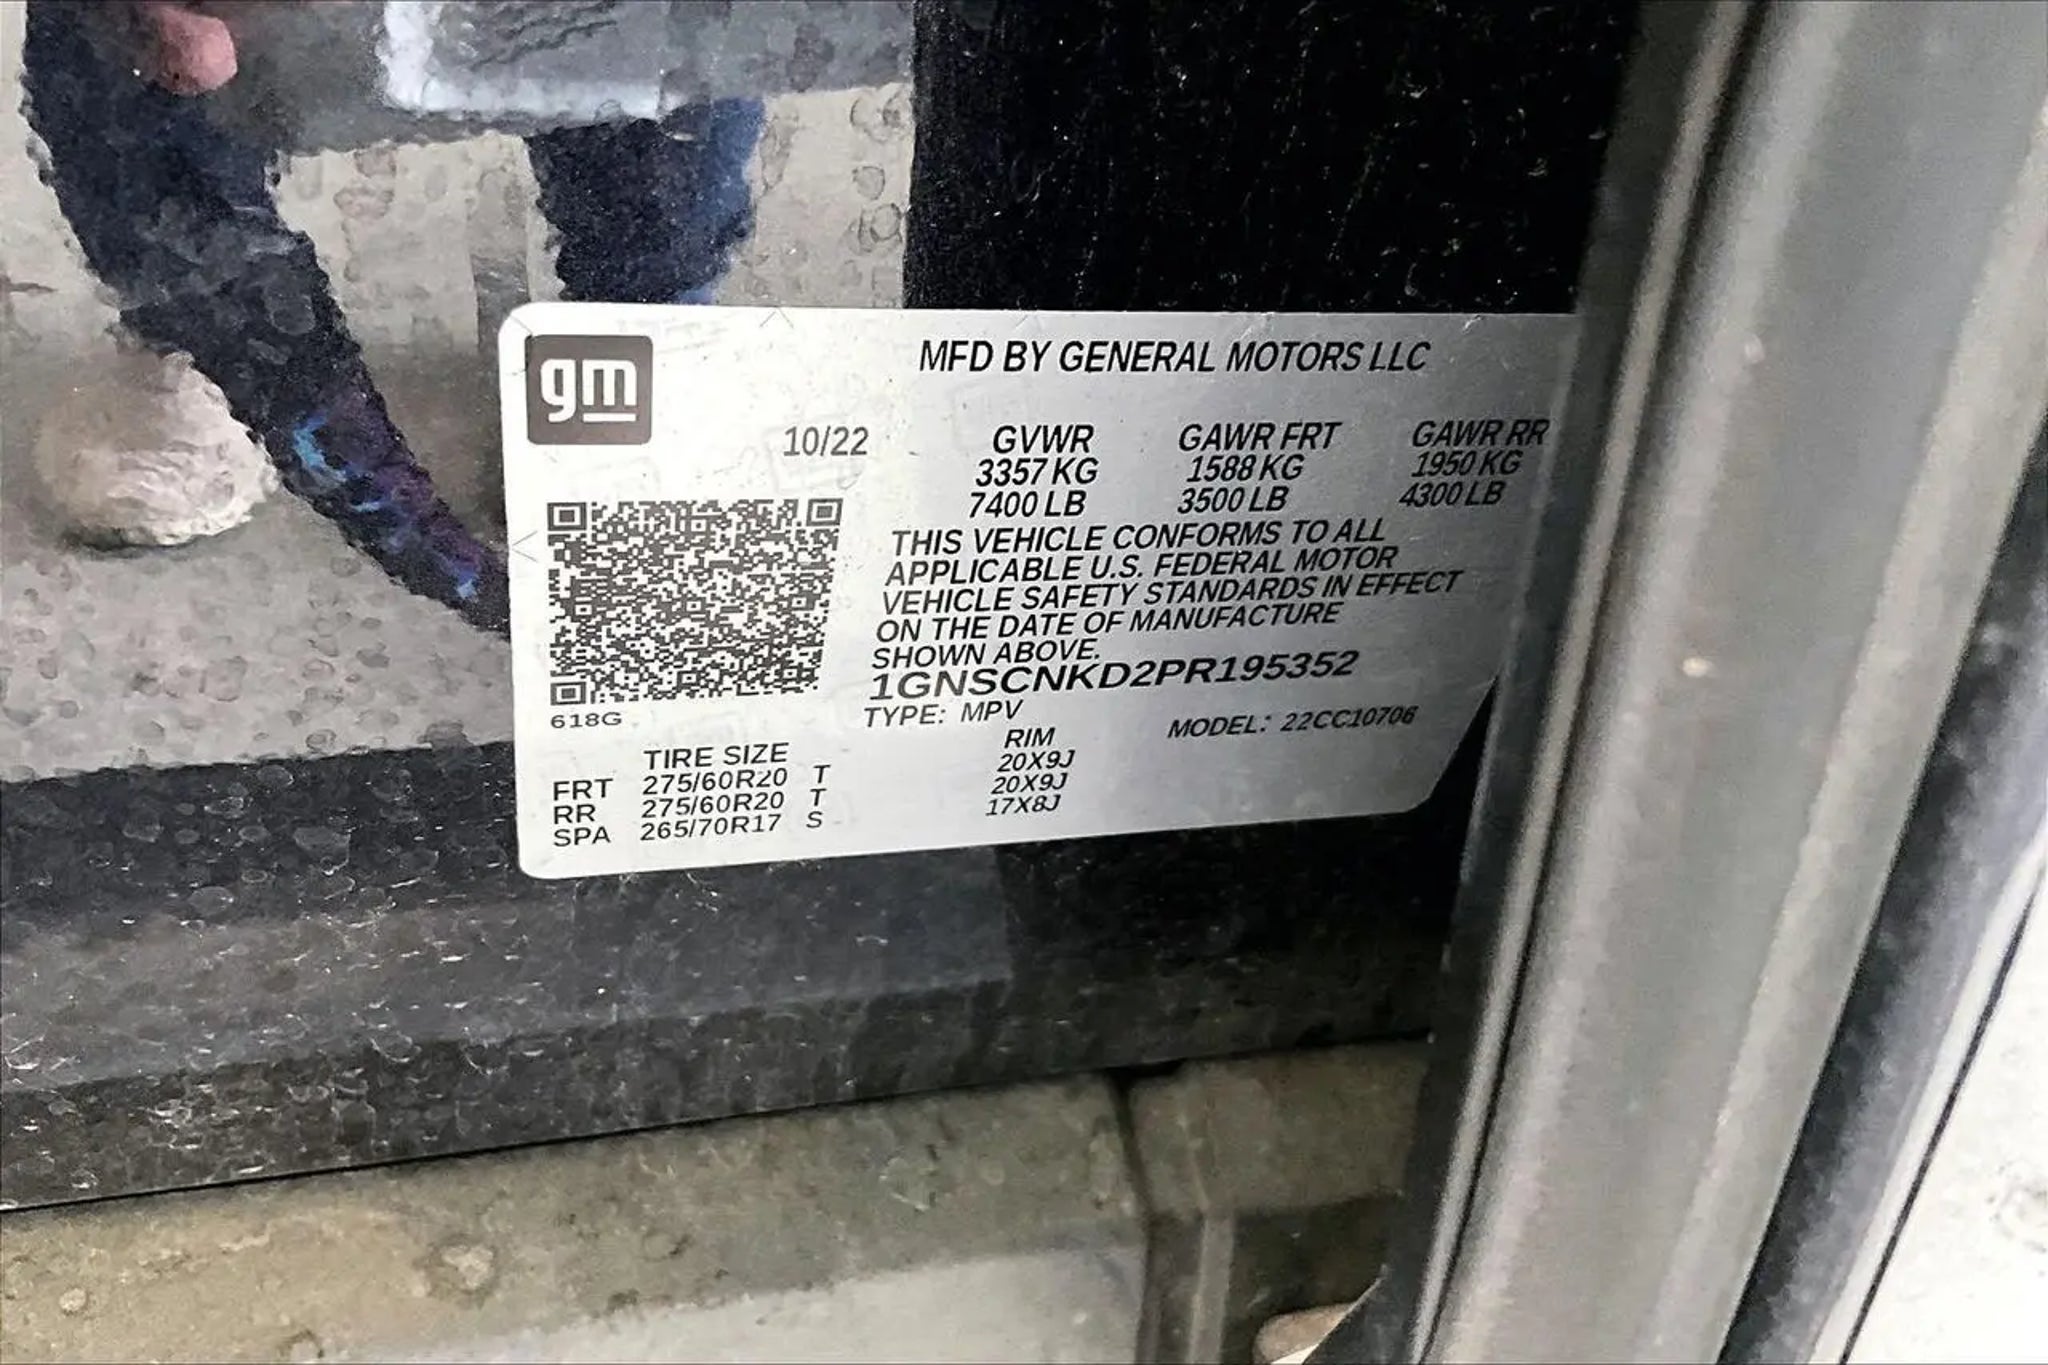 gm
MFD BY GENERAL MOTORS LLC
10/22 GVWR GAWR FRT GAWR RR
3357 KG 1588 KG 1950 KG
7400 LB 3500 LB 4300 LB
THIS VEHICLE CONFORMS TO ALL
APPLICABLE U.S. FEDERAL MOTOR
VEHICLE SAFETY STANDARDS IN EFFECT
ON THE DATE OF MANUFACTURE
SHOWN ABOVE.
1GNSCNKD2PR195352
618G
TYPE: MPV MODEL: 22CC10706
TIRE SIZE RIM
FRT 275/60R20 T 20X9J
RR 275/60R20 T 20X9J
SPA 265/70R17 S 17X8J